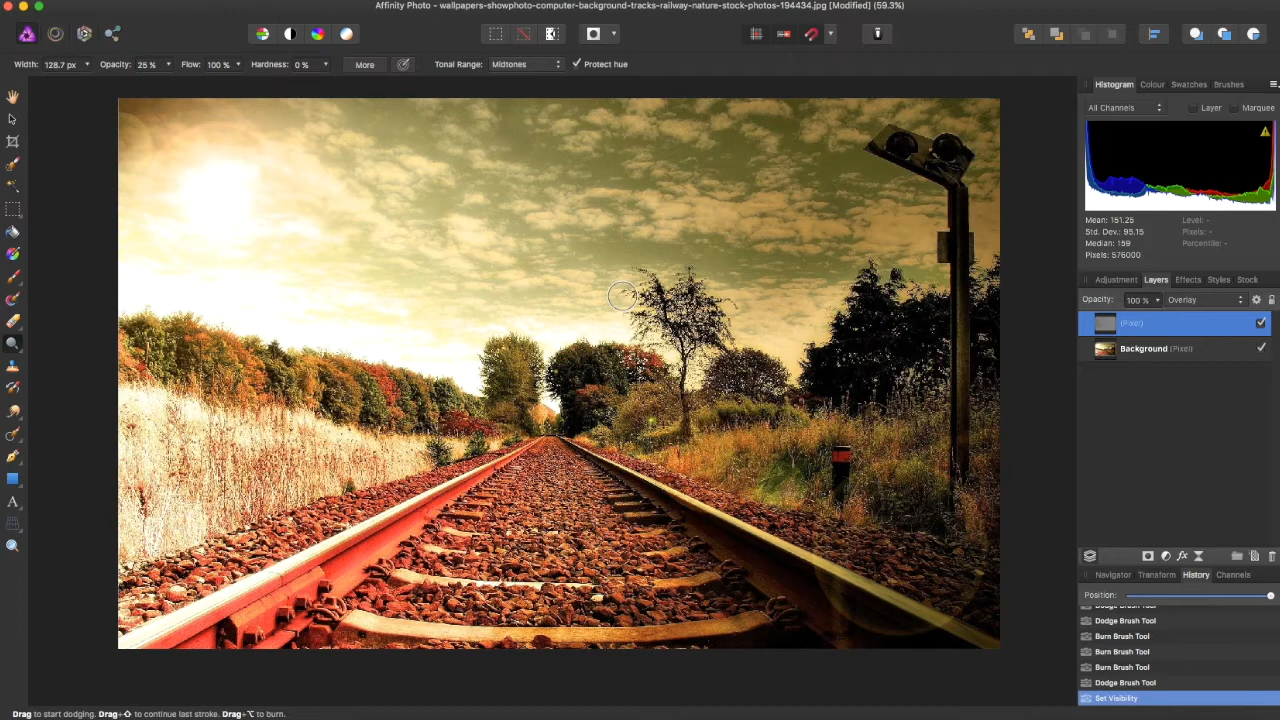 Affinity Photo - wallpapers-showphoto-computer-background-tracks-railway-nature-stock-photos-194434.jpg [Modified] (59.3%)
Width: 128.7 px Opacity: 25 % Flow: 100 % Hardness: 0 % More Tonal Range: Midtones Protect hue
Histogram Colour Swatches Brushes
All Channels Layer Marquee
Mean: 151.25 Level: -
Std. Dev.: 95.15 Pixels: -
Median: 159 Percentile: -
Pixels: 576000
Adjustment Layers Effects Styles Stock
Opacity: 100 % Overlay
(Pixel)
Background (Pixel)
Navigator Transform History Channels
Position:
Dodge Brush Tool
Dodge Brush Tool
Burn Brush Tool
Burn Brush Tool
Burn Brush Tool
Dodge Brush Tool
Set Visibility
Drag to start dodging. Drag+⇧ to continue last stroke. Drag+⌥ to burn.